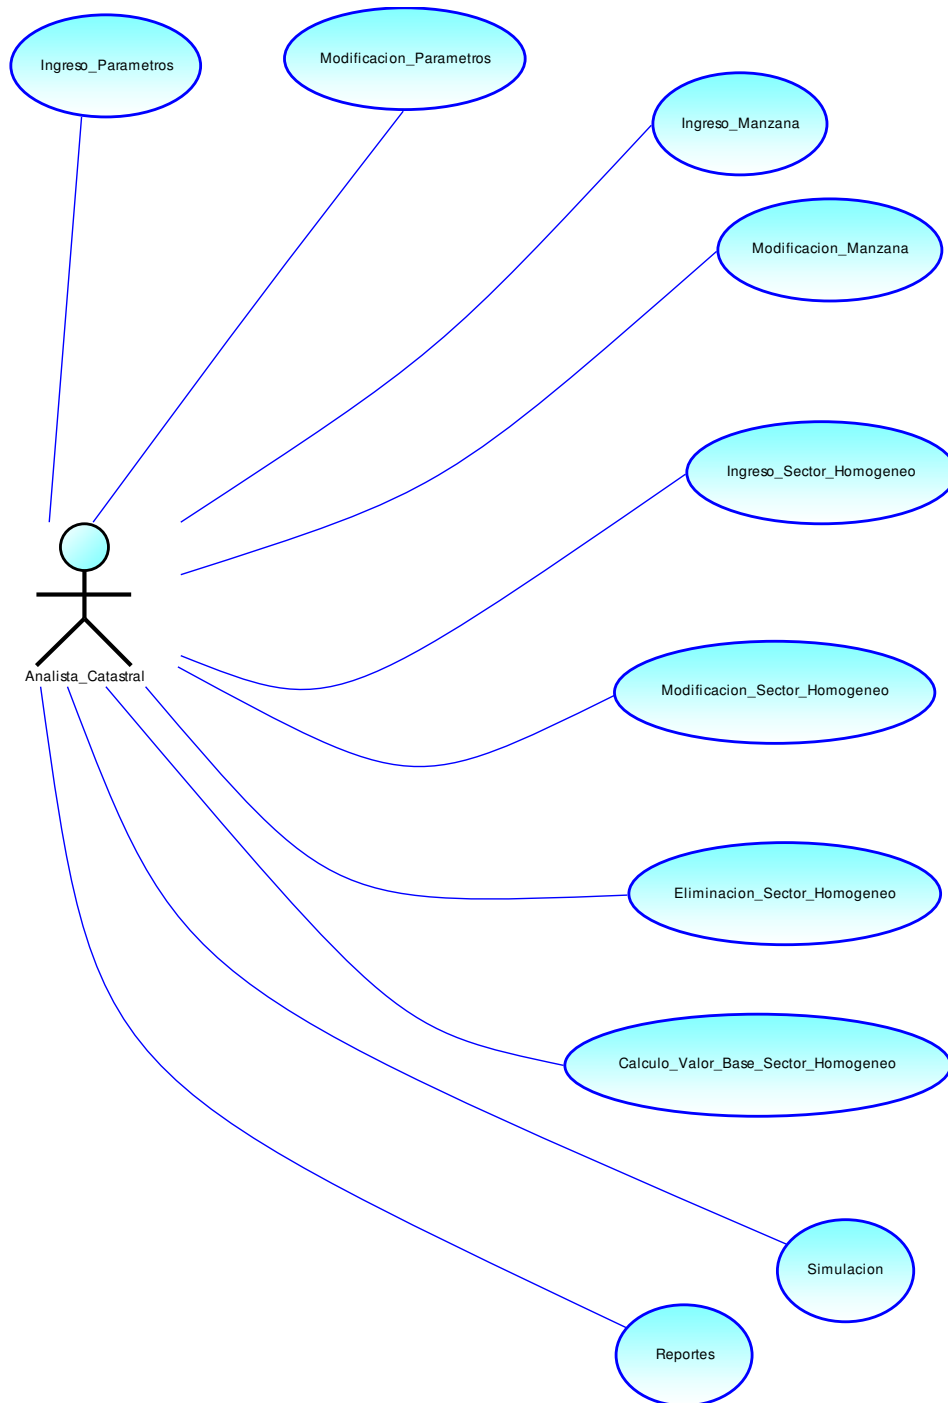 Ingreso_Parametros
Modificacion_Parametros
Ingreso_Manzana
Modificacion_Manzana
Ingreso_Sector_Homogeneo
Analista_Catastral
Modificacion_Sector_Homogeneo
Eliminacion_Sector_Homogeneo
Calculo_Valor_Base_Sector_Homogeneo
Simulacion
Reportes